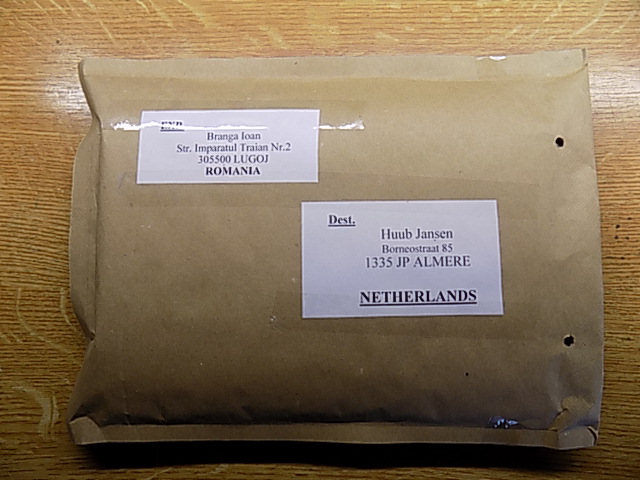 EXP.
Branga Ioan
Str. Imparatul Traian Nr.2
305500 LUGOJ
ROMANIA
Dest.
Huub Jansen
Borneostraat 85
1335 JP ALMERE
NETHERLANDS